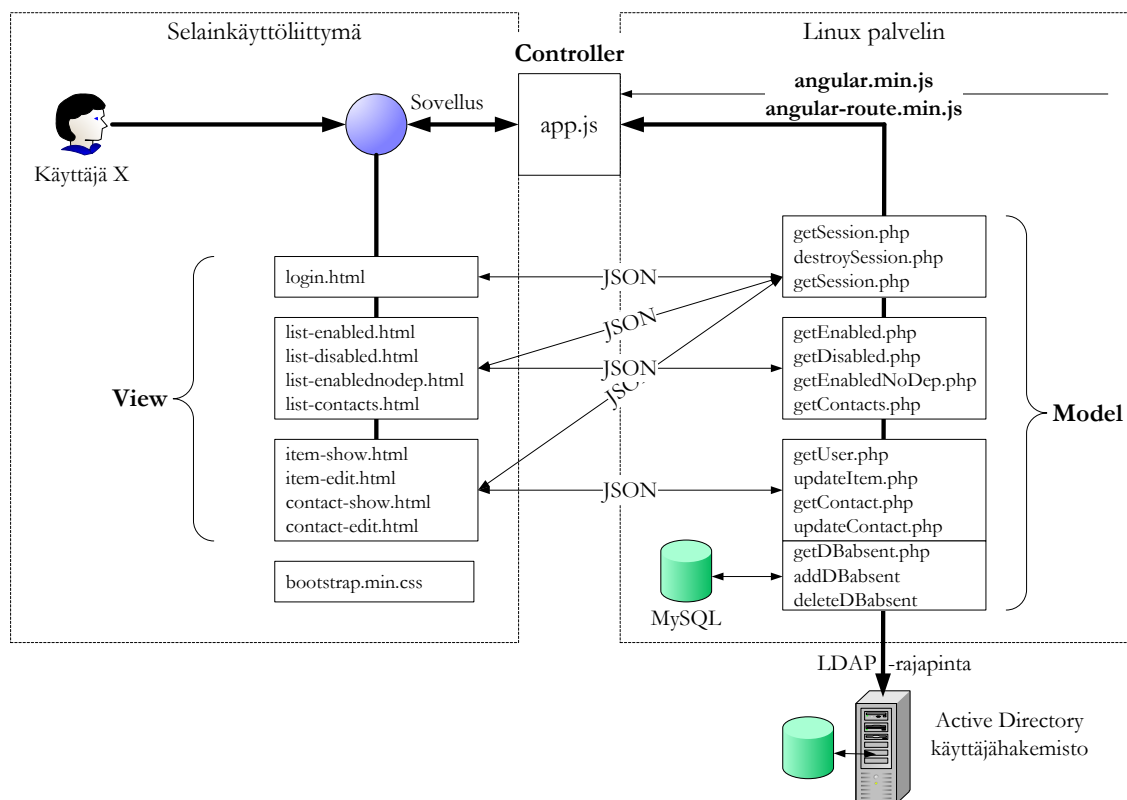 Selainkäyttöliittymä
Linux palvelin
Controller
angular.min.js
angular-route.min.js
Sovellus
app.js
Käyttäjä X
getSession.php
destroySession.php
getSession.php
login.html
JSON
JSON
list-enabled.html
list-disabled.html
list-enablednodep.html
list-contacts.html
JSON
JSON
getEnabled.php
getDisabled.php
getEnabledNoDep.php
getContacts.php
View
Model
item-show.html
item-edit.html
contact-show.html
contact-edit.html
JSON
getUser.php
updateItem.php
getContact.php
updateContact.php
getDBabsent.php
addDBabsent
deleteDBabsent
bootstrap.min.css
MySQL
LDAP -rajapinta
Active Directory
käyttäjähakemisto